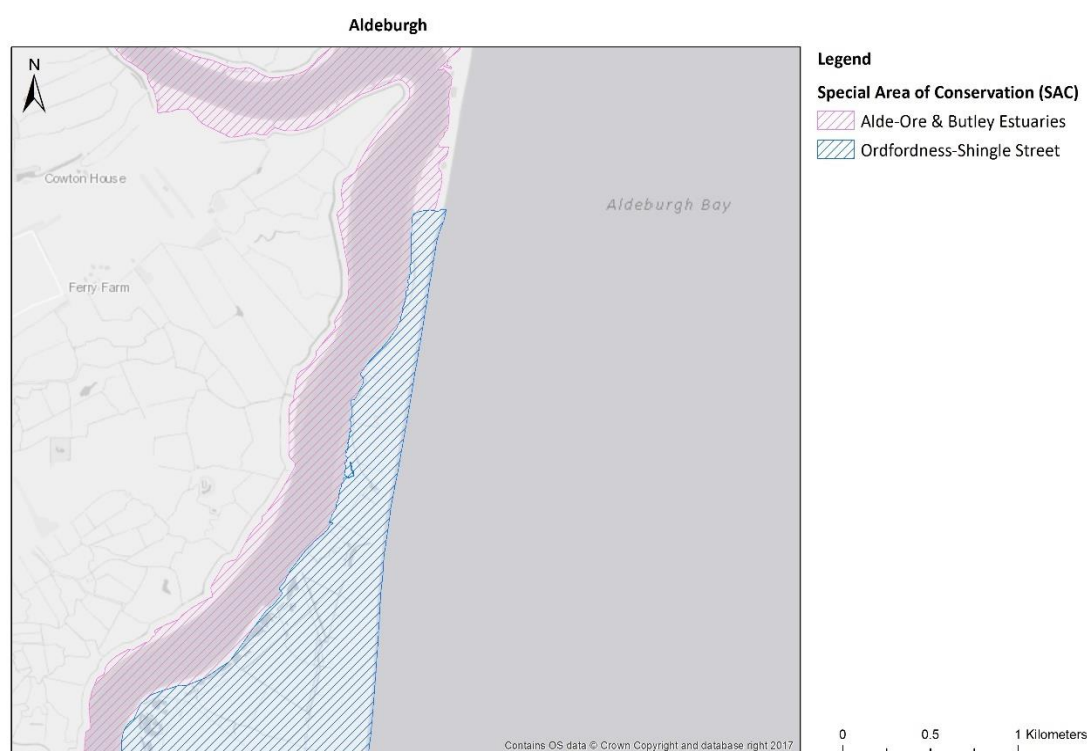 Aldeburgh
N
Cowton House
Ferry Farm
Aldeburgh Bay
Contains OS data © Crown Copyright and database right 2017
Legend
Special Area of Conservation (SAC)
Alde-Ore & Butley Estuaries
Ordfordness-Shingle Street
0 0.5 1 Kilometers